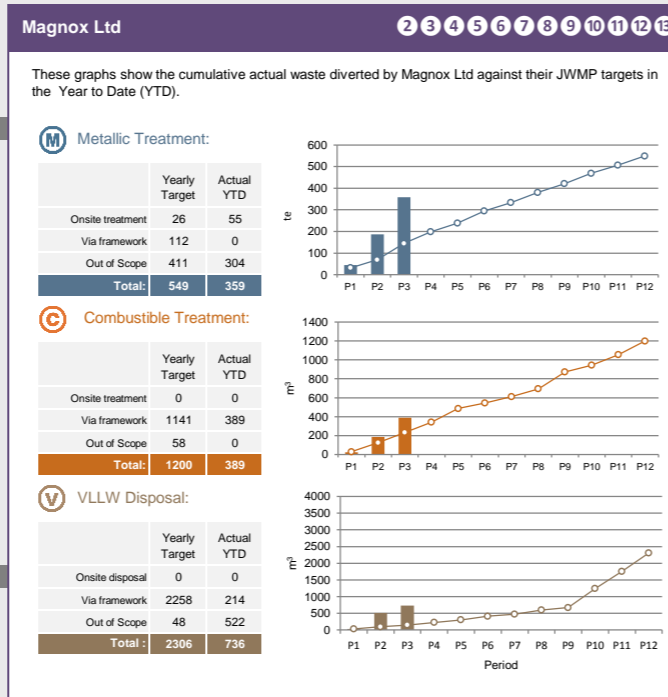 Magnox Ltd
2 3 4 5 6 7 8 9 10 11 12 13
These graphs show the cumulative actual waste diverted by Magnox Ltd against their JWMP targets in
the Year to Date (YTD).
M Metallic Treatment:
Yearly Target Actual YTD
Onsite treatment 26 55
Via framework 112 0
Out of Scope 411 304
Total: 549 359
600
500
400
300
200
100
0
te
P1 P2 P3 P4 P5 P6 P7 P8 P9 P10 P11 P12
C Combustible Treatment:
Yearly Target Actual YTD
Onsite treatment 0 0
Via framework 1141 389
Out of Scope 58 0
Total: 1200 389
1400
1200
1000
800
600
400
200
0
m³
P1 P2 P3 P4 P5 P6 P7 P8 P9 P10 P11 P12
V VLLW Disposal:
Yearly Target Actual YTD
Onsite disposal 0 0
Via framework 2258 214
Out of Scope 48 522
Total : 2306 736
4000
3500
3000
2500
2000
1500
1000
500
0
m³
P1 P2 P3 P4 P5 P6 P7 P8 P9 P10 P11 P12
Period